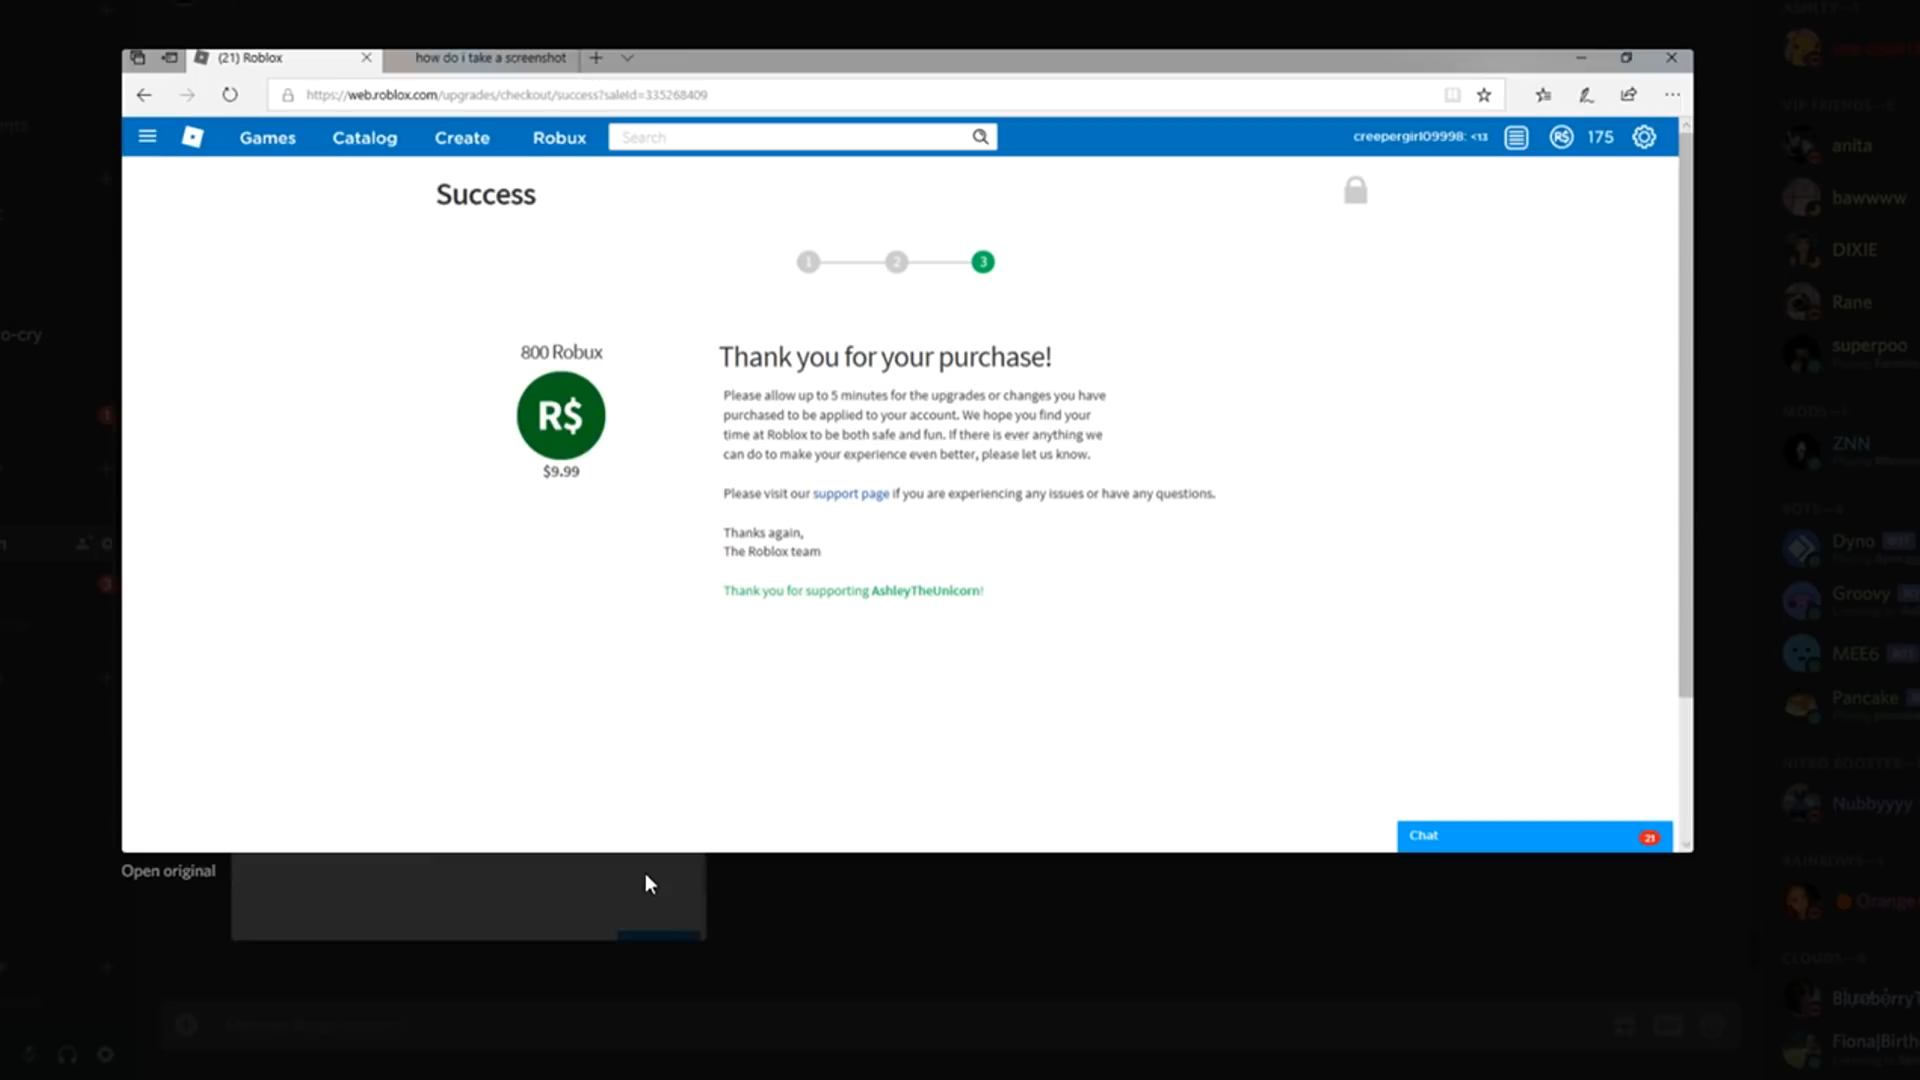 (21) Roblox
how do i take a screenshot
https://web.roblox.com/upgrades/checkout/success?saleId=335268409
Games
Catalog
Create
Robux
Search
creepergirl09998: <13
R$
175
Success
1
2
3
800 Robux
R$
$9.99
Thank you for your purchase!
Please allow up to 5 minutes for the upgrades or changes you have
purchased to be applied to your account. We hope you find your
time at Roblox to be both safe and fun. If there is ever anything we
can do to make your experience even better, please let us know.
Please visit our support page if you are experiencing any issues or have any questions.
Thanks again,
The Roblox team
Thank you for supporting AshleyTheUnicorn!
Chat
21
Open original
o-cry
anita
bawwww
DIXIE
Rane
superpoo
ZNN
Dyno
Groovy
MEE6
Pancake
Nubbyyyy
Orange
Fiona|Birth